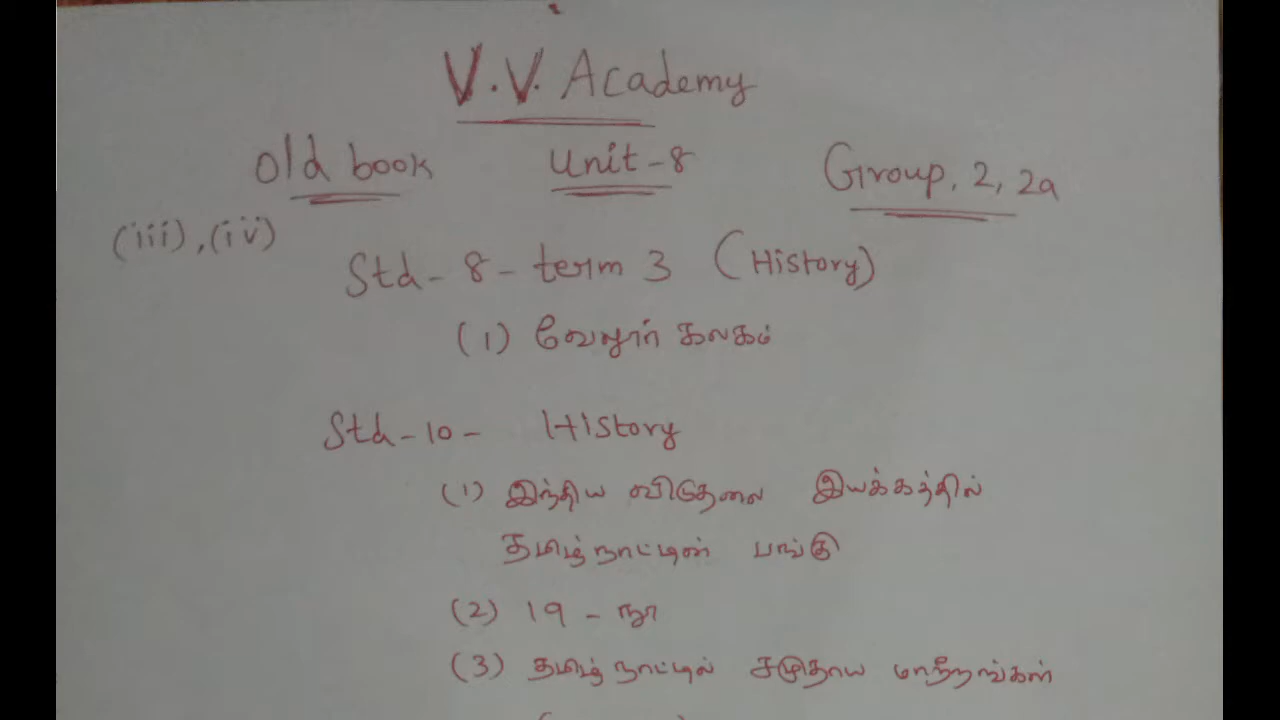 V.V. Academy
Old book Unit-8 Group, 2, 2a
(iii), (iv)
Std - 8 - term 3 (History)
(1) வேலூர் கலகம்
Std - 10 - History
(1) இந்திய விடுதலை இயக்கத்தில்
தமிழ்நாட்டின் பங்கு
(2) 19 - நூ
(3) தமிழ்நாட்டில் சமுதாய மாற்றங்கள்